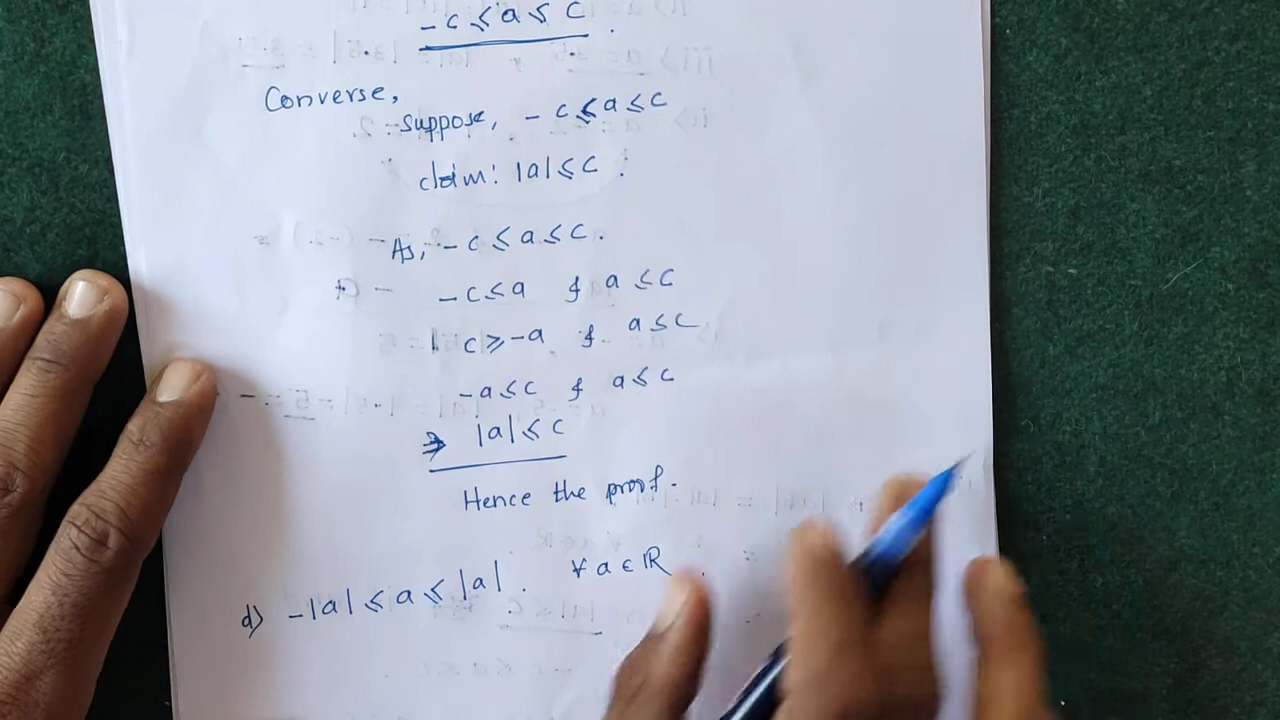 -c ≤ a ≤ c .
Converse,
suppose, -c ≤ a ≤ c
claim: |a| ≤ c .
As, -c ≤ a ≤ c .
-c ≤ a & a ≤ c
c ≥ -a & a ≤ c
-a ≤ c & a ≤ c
⇒ |a| ≤ c
Hence the proof.
d) -|a| ≤ a ≤ |a| . ∀ a ∈ ℝ .